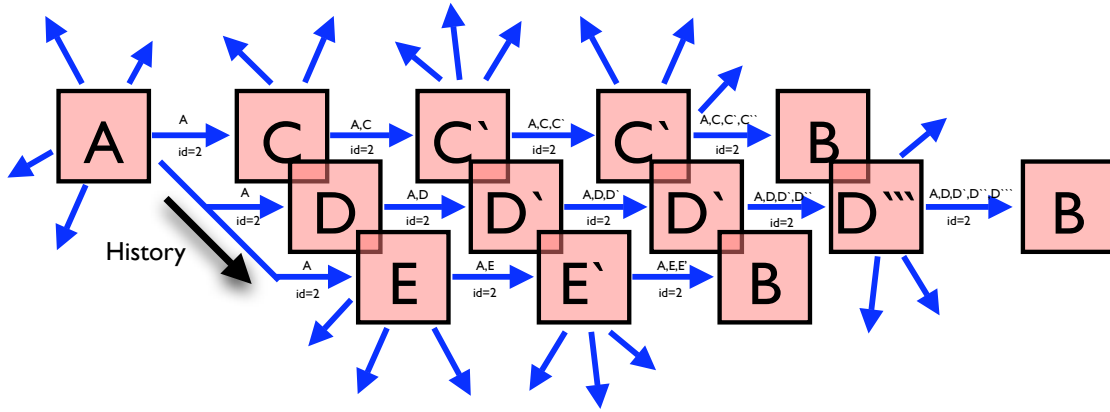 A
A
id=2
C
A,C
id=2
C`
A,C,C`
id=2
C`
A,C,C`,C``
id=2
B
A
id=2
D
A,D
id=2
D`
A,D,D`
id=2
D`
A,D,D`,D``
id=2
D```
A,D,D`,D``,D```
id=2
B
History
A
id=2
E
A,E
id=2
E`
A,E,E'
id=2
B